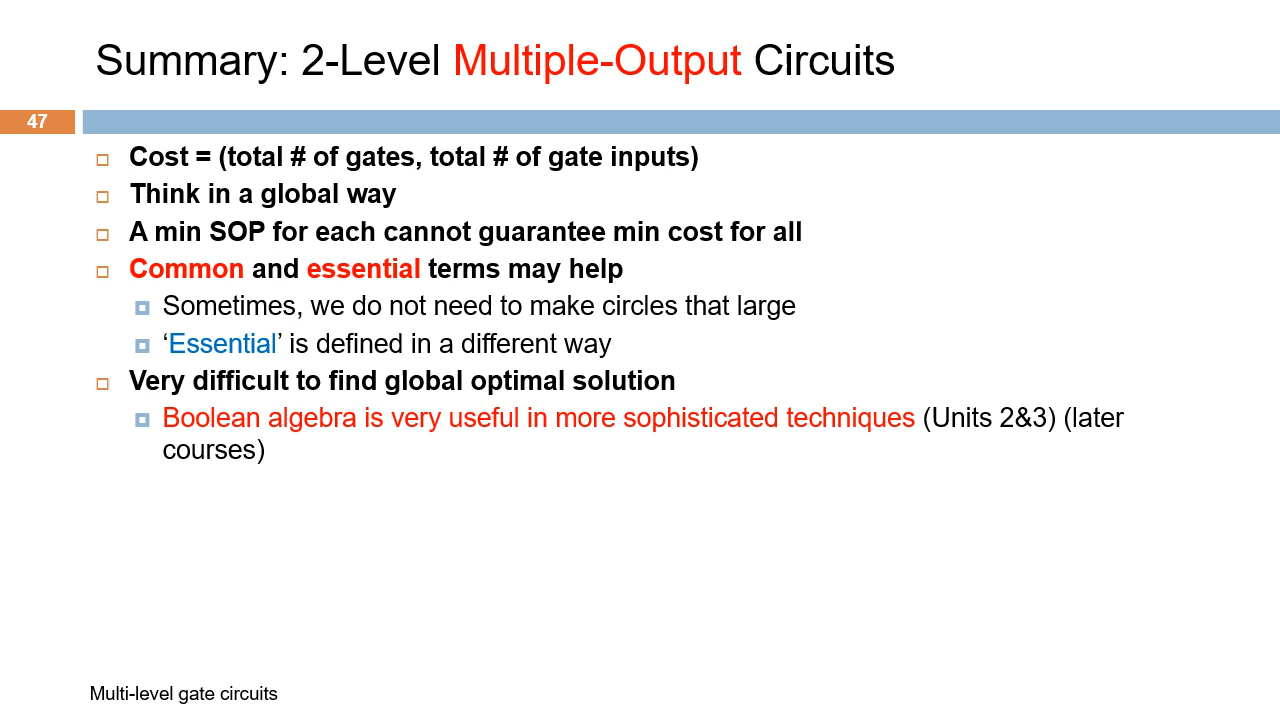 Summary: 2-Level Multiple-Output Circuits
47
Cost = (total # of gates, total # of gate inputs)
Think in a global way
A min SOP for each cannot guarantee min cost for all
Common and essential terms may help
Sometimes, we do not need to make circles that large
‘Essential’ is defined in a different way
Very difficult to find global optimal solution
Boolean algebra is very useful in more sophisticated techniques (Units 2&3) (later
courses)
Multi-level gate circuits